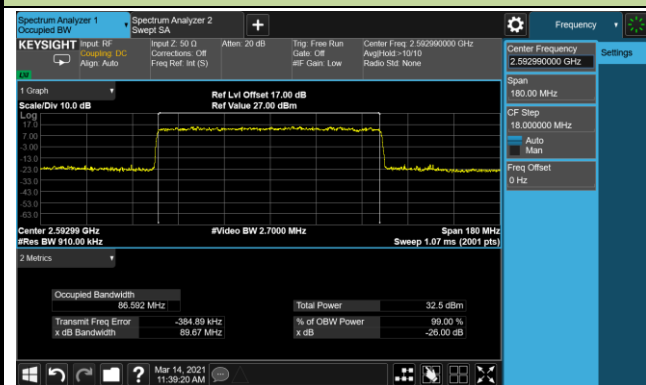 Spectrum Analyzer 1
Occupied BW
Spectrum Analyzer 2
Swept SA
Frequency
KEYSIGHT
Input: RF
Coupling: DC
Align: Auto
Input Z: 50 Ω
Corrections: Off
Freq Ref: Int (S)
Atten: 20 dB
Trig: Free Run
Gate: Off
#IF Gain: Low
Center Freq: 2.592990000 GHz
Avg|Hold:>10/10
Radio Std: None
LV
Center Frequency
2.592990000 GHz
Settings
Span
180.00 MHz
CF Step
18.000000 MHz
Auto
Man
Freq Offset
0 Hz
1 Graph
Scale/Div 10.0 dB
Ref Lvl Offset 17.00 dB
Ref Value 27.00 dBm
Log
17.0
7.00
-3.00
-13.0
-23.0
-33.0
-43.0
-53.0
-63.0
Center 2.59299 GHz
#Video BW 2.7000 MHz
Span 180 MHz
#Res BW 910.00 kHz
Sweep 1.07 ms (2001 pts)
2 Metrics
Occupied Bandwidth
86.592 MHz
Total Power 32.5 dBm
Transmit Freq Error -384.89 kHz
% of OBW Power 99.00 %
x dB Bandwidth 89.67 MHz
x dB -26.00 dB
Mar 14, 2021
11:39:20 AM